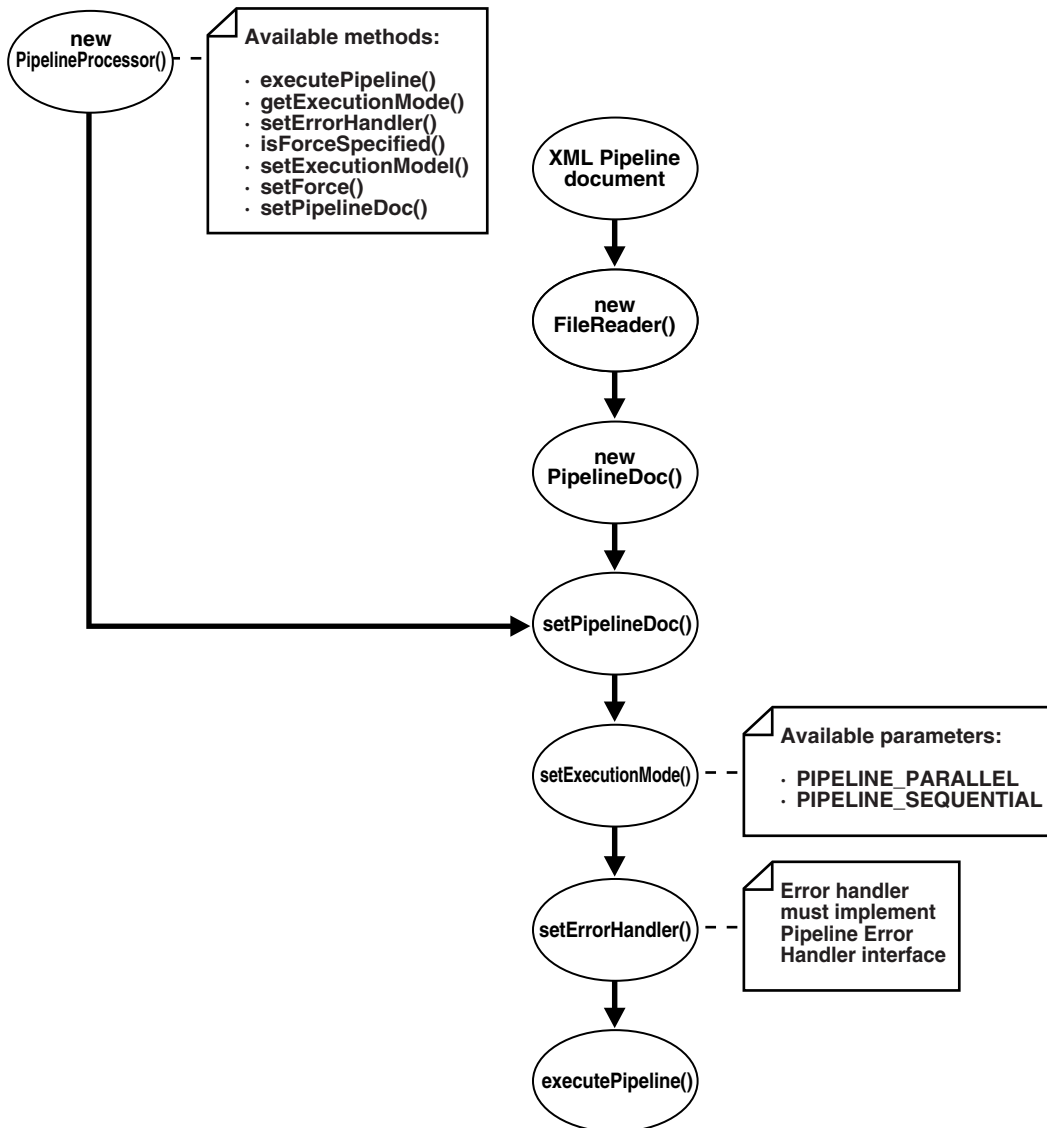 new
PipelineProcessor()
Available methods:
· executePipeline()
· getExecutionMode()
· setErrorHandler()
· isForceSpecified()
· setExecutionModel()
· setForce()
· setPipelineDoc()
XML Pipeline
document
new
FileReader()
new
PipelineDoc()
setPipelineDoc()
setExecutionMode()
Available parameters:
· PIPELINE_PARALLEL
· PIPELINE_SEQUENTIAL
setErrorHandler()
Error handler
must implement
Pipeline Error
Handler interface
executePipeline()